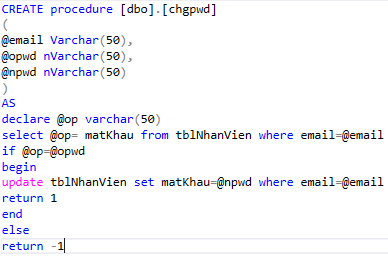 CREATE procedure [dbo].[chgpwd]
(
@email Varchar(50),
@opwd nVarchar(50),
@npwd nVarchar(50)
)
AS
declare @op varchar(50)
select @op= matKhau from tblNhanVien where email=@email
if @op=@opwd
begin
update tblNhanVien set matKhau=@npwd where email=@email
return 1
end
else
return -1